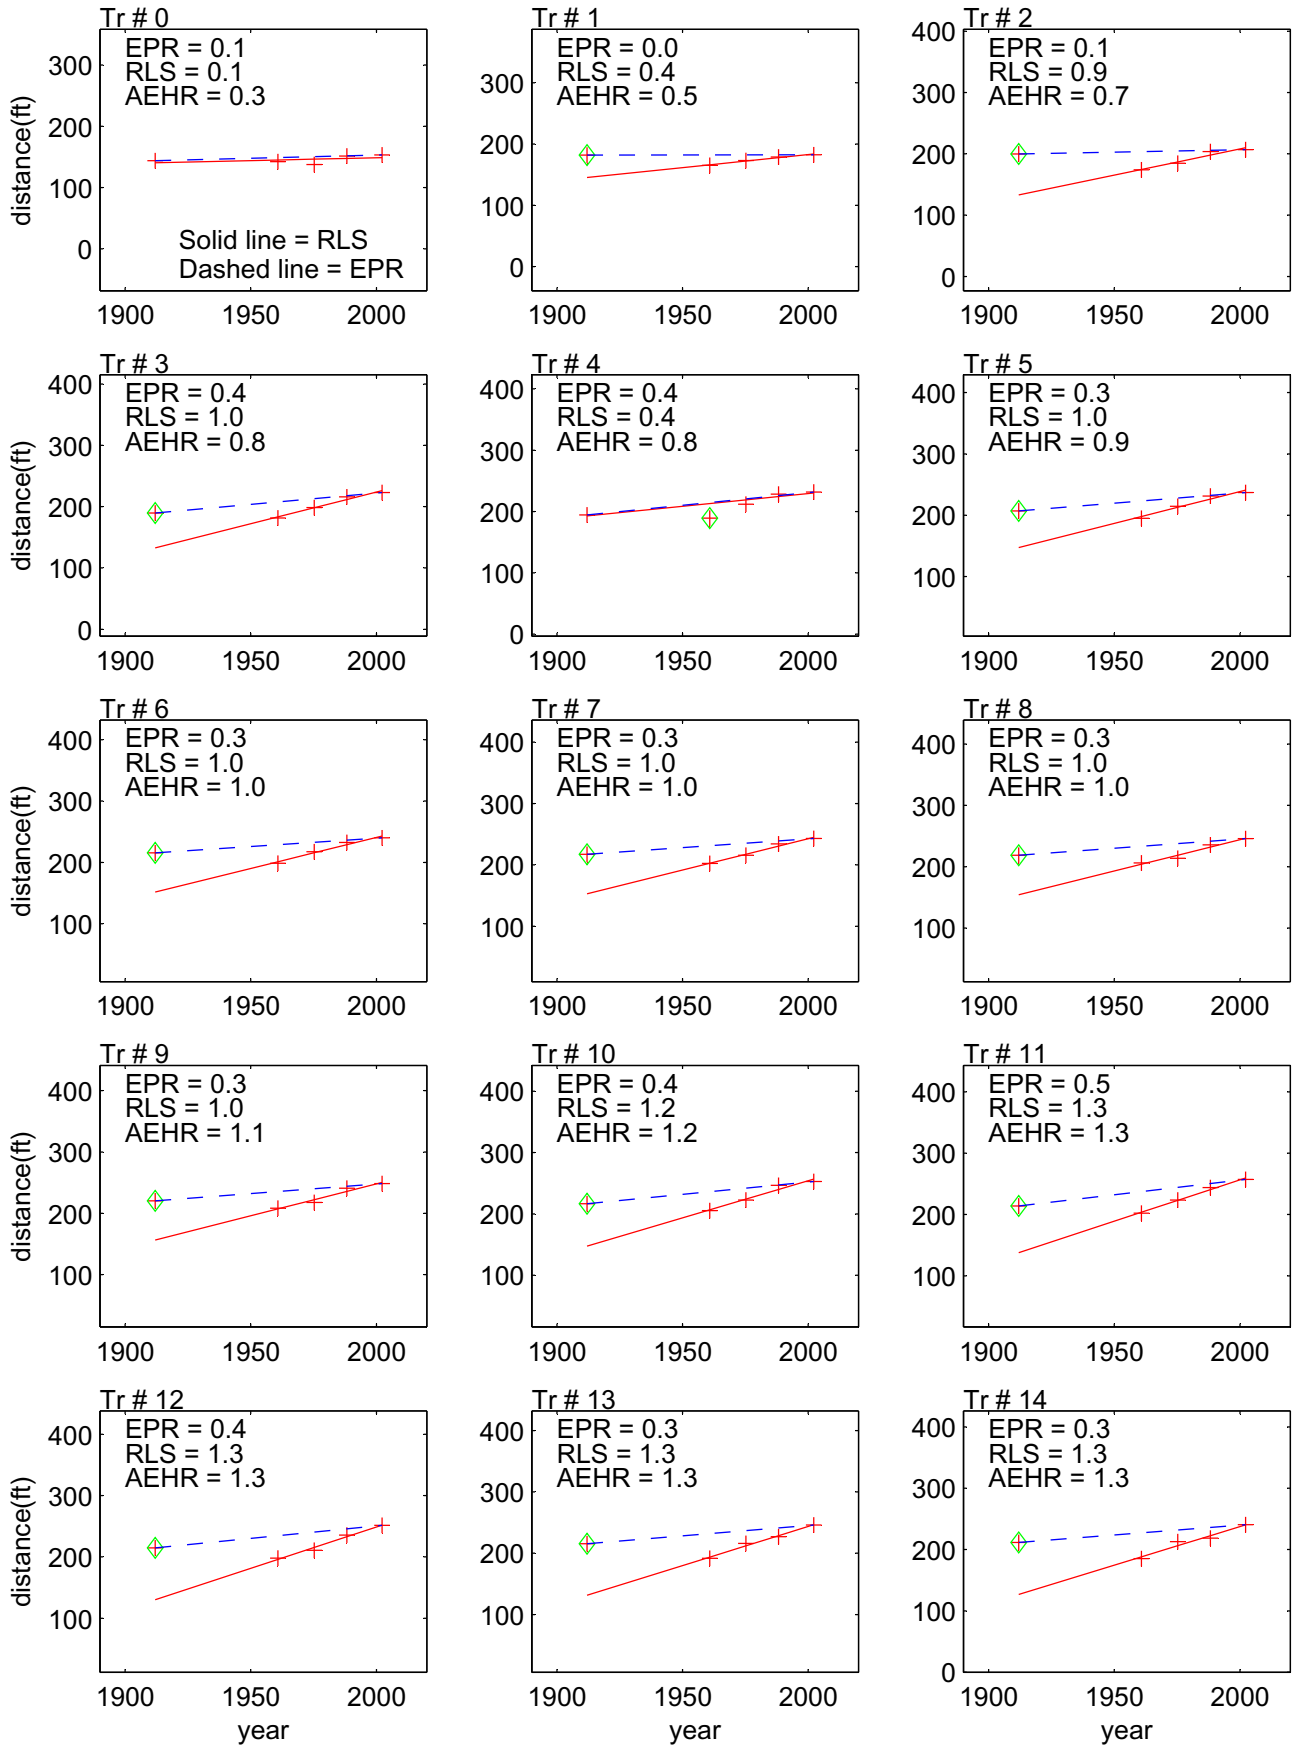 Tr # 0
EPR = 0.1
RLS = 0.1
AEHR = 0.3
Solid line = RLS
Dashed line = EPR
distance(ft)
300
200
100
0
1900 1950 2000
Tr # 1
EPR = 0.0
RLS = 0.4
AEHR = 0.5
300
200
100
0
1900 1950 2000
Tr # 2
EPR = 0.1
RLS = 0.9
AEHR = 0.7
400
300
200
100
0
1900 1950 2000
Tr # 3
EPR = 0.4
RLS = 1.0
AEHR = 0.8
distance(ft)
400
300
200
100
0
1900 1950 2000
Tr # 4
EPR = 0.4
RLS = 0.4
AEHR = 0.8
400
300
200
100
0
1900 1950 2000
Tr # 5
EPR = 0.3
RLS = 1.0
AEHR = 0.9
400
300
200
100
1900 1950 2000
Tr # 6
EPR = 0.3
RLS = 1.0
AEHR = 1.0
distance(ft)
400
300
200
100
1900 1950 2000
Tr # 7
EPR = 0.3
RLS = 1.0
AEHR = 1.0
400
300
200
100
1900 1950 2000
Tr # 8
EPR = 0.3
RLS = 1.0
AEHR = 1.0
400
300
200
100
1900 1950 2000
Tr # 9
EPR = 0.3
RLS = 1.0
AEHR = 1.1
distance(ft)
400
300
200
100
1900 1950 2000
Tr # 10
EPR = 0.4
RLS = 1.2
AEHR = 1.2
400
300
200
100
1900 1950 2000
Tr # 11
EPR = 0.5
RLS = 1.3
AEHR = 1.3
400
300
200
100
1900 1950 2000
Tr # 12
EPR = 0.4
RLS = 1.3
AEHR = 1.3
distance(ft)
400
300
200
100
1900 1950 2000
year
Tr # 13
EPR = 0.3
RLS = 1.3
AEHR = 1.3
400
300
200
100
1900 1950 2000
year
Tr # 14
EPR = 0.3
RLS = 1.3
AEHR = 1.3
400
300
200
100
0
1900 1950 2000
year